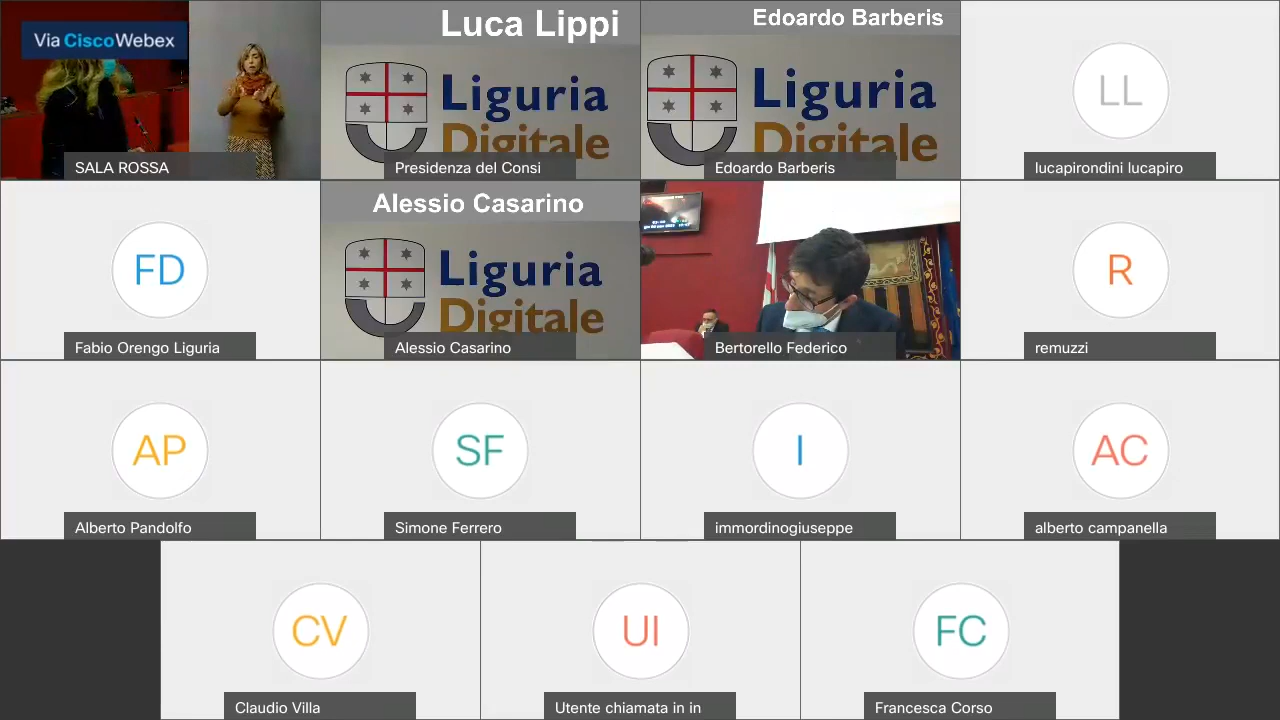 Via Cisco Webex
SALA ROSSA
Luca Lippi
Liguria
Digitale
Presidenza del Consi
Edoardo Barberis
Liguria
Digitale
Edoardo Barberis
LL
lucapirondini lucapiro
FD
Fabio Orengo Liguria
Alessio Casarino
Liguria
Digitale
Alessio Casarino
Bertorello Federico
R
remuzzi
AP
Alberto Pandolfo
SF
Simone Ferrero
I
immordinogiuseppe
AC
alberto campanella
CV
Claudio Villa
UI
Utente chiamata in in
FC
Francesca Corso